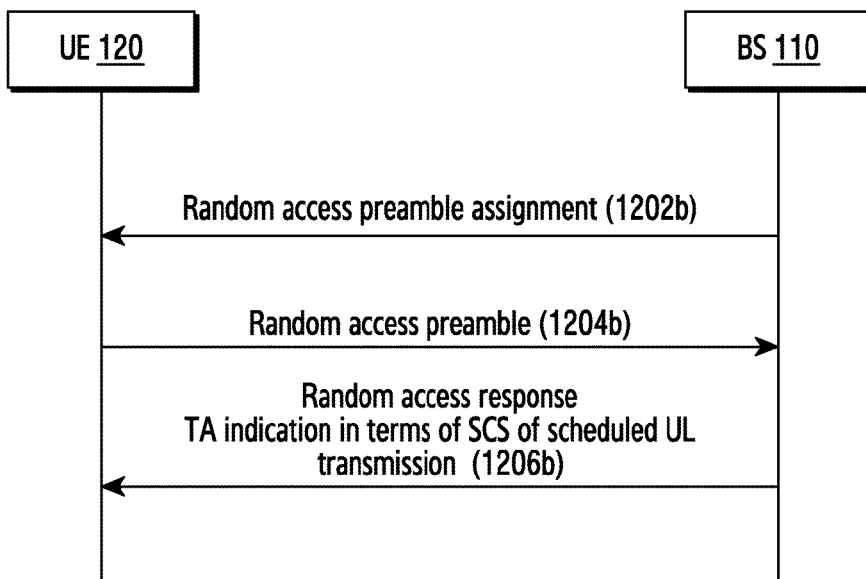 UE 120
BS 110
Random access preamble assignment (1202b)
Random access preamble (1204b)
Random access response
TA indication in terms of SCS of scheduled UL
transmission (1206b)